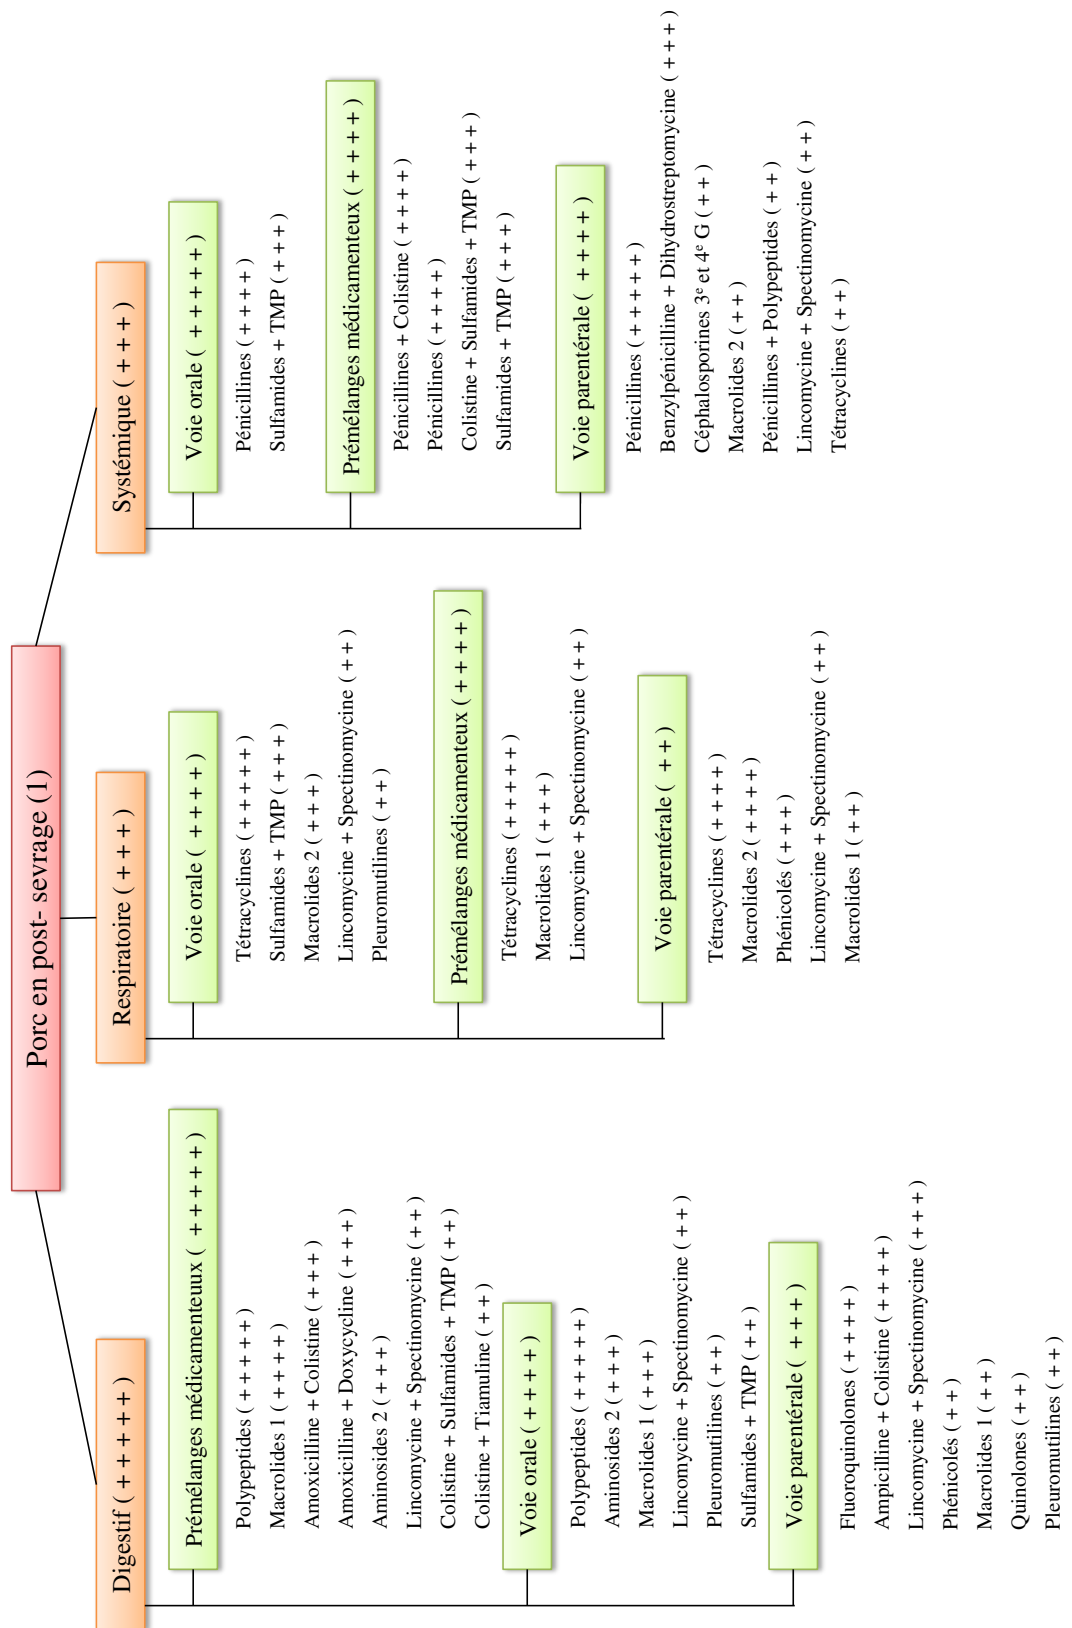 Porc en post- sevrage (1)
Digestif ( + + + + + )
Prémélanges médicamenteuux ( + + + + + )
Polypeptides ( + + + + + )
Macrolides 1 ( + + + + )
Amoxicilline + Colistine ( + + + )
Amoxicilline + Doxycycline ( + + + )
Aminosides 2 ( + + + )
Lincomycine + Spectinomycine ( + + )
Colistine + Sulfamides + TMP ( + + )
Colistine + Tiamuline ( + + )
Voie orale ( + + + + )
Polypeptides ( + + + + + )
Aminosides 2 ( + + + )
Macrolides 1 ( + + + )
Lincomycine + Spectinomycine ( + + )
Pleuromutilines ( + + )
Sulfamides + TMP ( + + )
Voie parentérale ( + + + )
Fluoroquinolones ( + + + + )
Ampicilline + Colistine ( + + + + )
Lincomycine + Spectinomycine ( + + + )
Phénicolés ( + + )
Macrolides 1 ( + + )
Quinolones ( + + )
Pleuromutilines ( + + )
Respiratoire ( + + + )
Voie orale ( + + + + )
Tétracyclines ( + + + + + )
Sulfamides + TMP ( + + + )
Macrolides 2 ( + + )
Lincomycine + Spectinomycine ( + + )
Pleuromutilines ( + + )
Prémélanges médicamenteux ( + + + + )
Tétracyclines ( + + + + + )
Macrolides 1 ( + + + )
Lincomycine + Spectinomycine ( + + )
Voie parentérale ( + + )
Tétracyclines ( + + + + )
Macrolides 2 ( + + + + )
Phénicolés ( + + + )
Lincomycine + Spectinomycine ( + + )
Macrolides 1 ( + + )
Systémique ( + + + )
Voie orale ( + + + + + )
Pénicillines ( + + + + )
Sulfamides + TMP ( + + + )
Prémélanges médicamenteux ( + + + + )
Pénicillines + Colistine ( + + + + )
Pénicillines ( + + + + )
Colistine + Sulfamides + TMP ( + + + )
Sulfamides + TMP ( + + + )
Voie parentérale ( + + + + )
Pénicillines ( + + + + + )
Benzylpénicilline + Dihydrostreptomycine ( + + + )
Céphalosporines 3ᵉ et 4ᵉ G ( + + )
Macrolides 2 ( + + )
Pénicillines + Polypeptides ( + + )
Lincomycine + Spectinomycine ( + + )
Tétracyclines ( + + )